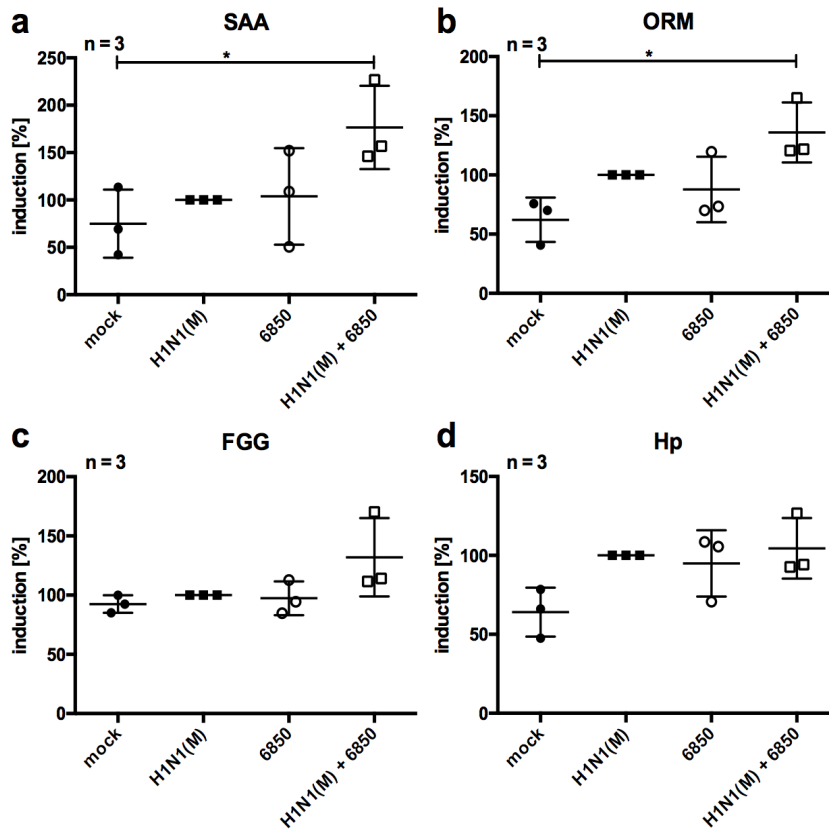 a
SAA
n = 3
*
induction [%]
250
200
150
100
50
0
mock
H1N1(M)
6850
H1N1(M) + 6850
b
ORM
n = 3
*
induction [%]
200
150
100
50
0
mock
H1N1(M)
6850
H1N1(M) + 6850
c
FGG
n = 3
induction [%]
200
150
100
50
0
mock
H1N1(M)
6850
H1N1(M) + 6850
d
Hp
n = 3
induction [%]
150
100
50
0
mock
H1N1(M)
6850
H1N1(M) + 6850